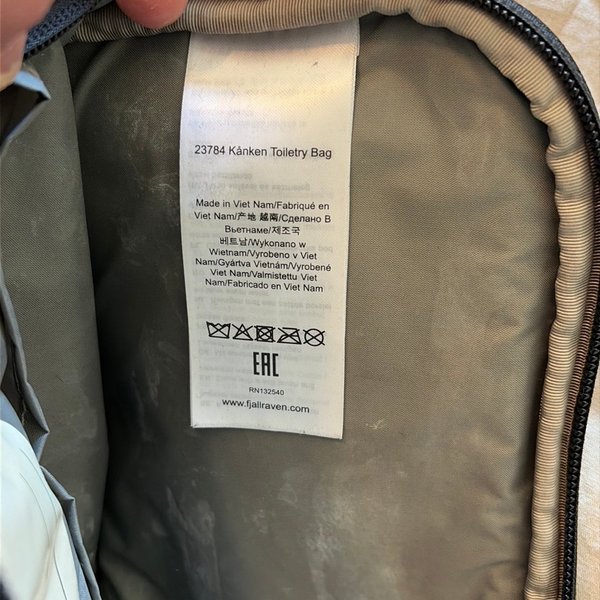 23784 Kånken Toiletry Bag
Made in Viet Nam/Fabriqué en
Viet Nam/产地 越南/Сделано В
Вьетнаме/제조국
베트남/Wykonano w
Wietnam/Vyrobeno v Viet
Nam/Gyártva Vietnám/Vyrobené
Viet Nam/Valmistettu Viet
Nam/Fabricado en Viet Nam
EAC
RN132540
www.fjallraven.com